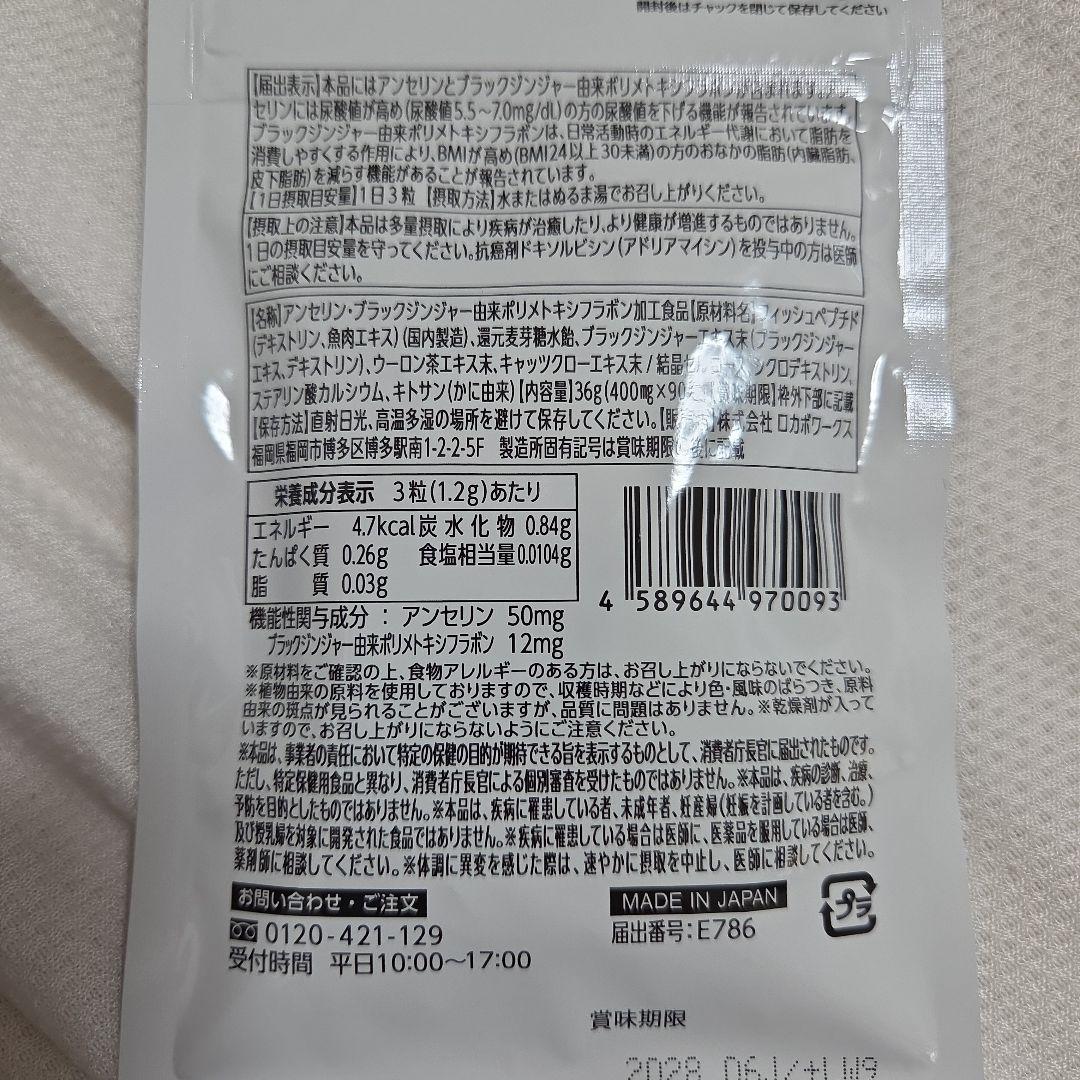 開封後はチャックを閉じて保存してください
【届出表示】本品にはアンセリンとブラックジンジャー由来ポリメトキシフラボンが含まれます。アン
セリンには尿酸値が高め(尿酸値5.5～7.0mg/dL)の方の尿酸値を下げる機能が報告されています。
ブラックジンジャー由来ポリメトキシフラボンは、日常活動時のエネルギー代謝において脂肪を
消費しやすくする作用により、BMIが高め(BMI24以上30未満)の方のおなかの脂肪(内臓脂肪、
皮下脂肪)を減らす機能があることが報告されています。
【1日摂取目安量】1日3粒 【摂取方法】水またはぬるま湯でお召し上がりください。
【摂取上の注意】本品は多量摂取により疾病が治癒したり、より健康が増進するものではありません。
1日の摂取目安量を守ってください。抗癌剤ドキソルビシン(アドリアマイシン)を投与中の方は医師
にご相談ください。
【名称】アンセリン・ブラックジンジャー由来ポリメトキシフラボン加工食品【原材料名】フィッシュペプチド
(デキストリン、魚肉エキス)(国内製造)、還元麦芽糖水飴、ブラックジンジャーエキス末(ブラックジンジャー
エキス、デキストリン)、ウーロン茶エキス末、キャッツクローエキス末/結晶セルロース、シクロデキストリン、
ステアリン酸カルシウム、キトサン(かに由来)【内容量】36g(400mg×90 期限】枠外下部に記載
【保存方法】直射日光、高温多湿の場所を避けて保存してください。【販 】株式会社 ロカボワークス
福岡県福岡市博多区博多駅南1-2-2-5F 製造所固有記号は賞味期限の後に記載
栄養成分表示 3粒(1.2g)あたり
エネルギー 4.7kcal 炭水化物 0.84g
たんぱく質 0.26g 食塩相当量 0.0104g
脂質 0.03g
4 589644 970093
機能性関与成分：アンセリン 50mg
ブラックジンジャー由来ポリメトキシフラボン 12mg
※原材料をご確認の上、食物アレルギーのある方は、お召し上がりにならないでください。
※植物由来の原料を使用しておりますので、収穫時期などにより色・風味のばらつき、原料
由来の斑点が見られることがございますが、品質に問題はありません。※乾燥剤が入って
いますので、お召し上がりにならないようにご注意ください。
※本品は、事業者の責任において特定の保健の目的が期待できる旨を表示するものとして、消費者庁長官に届出されたものです。
ただし、特定保健用食品と異なり、消費者庁長官による個別審査を受けたものではありません。※本品は、疾病の診断、治療、
予防を目的としたものではありません。※本品は、疾病に罹患している者、未成年者、妊産婦(妊娠を計画している者を含む。)
及び授乳婦を対象に開発された食品ではありません。※疾病に罹患している場合は医師に、医薬品を服用している場合は医師、
薬剤師に相談してください。※体調に異変を感じた際は、速やかに摂取を中止し、医師に相談してください。
お問い合わせ・ご注文
0120-421-129
受付時間 平日10:00～17:00
MADE IN JAPAN
届出番号:E786
プラ
賞味期限
2028.06